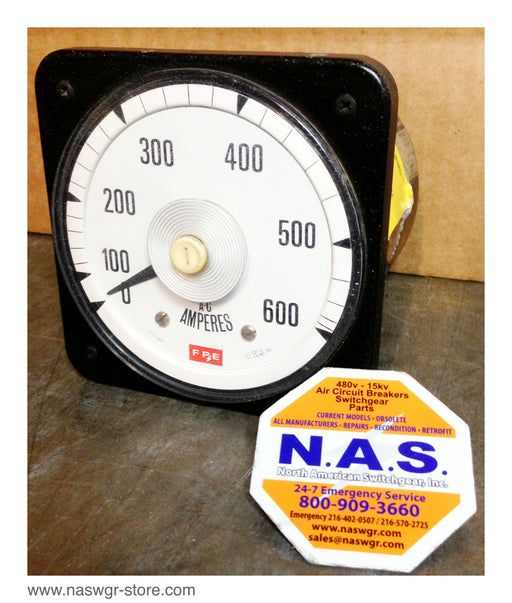 300
400
200
500
100
0
600
A-C
AMPERES
FPE
480v - 15kv
Air Circuit Breakers
Switchgear
Parts
CURRENT MODELS - OBSOLETE
ALL MANUFACTURERS - REPAIRS - RECONDITION - RETROFIT
N.A.S.
North American Switchgear, Inc.
24-7 Emergency Service
800-909-3660
Emergency 216-402-0507 / 216-570-2725
www.naswgr.com
sales@naswgr.com
www.naswgr-store.com